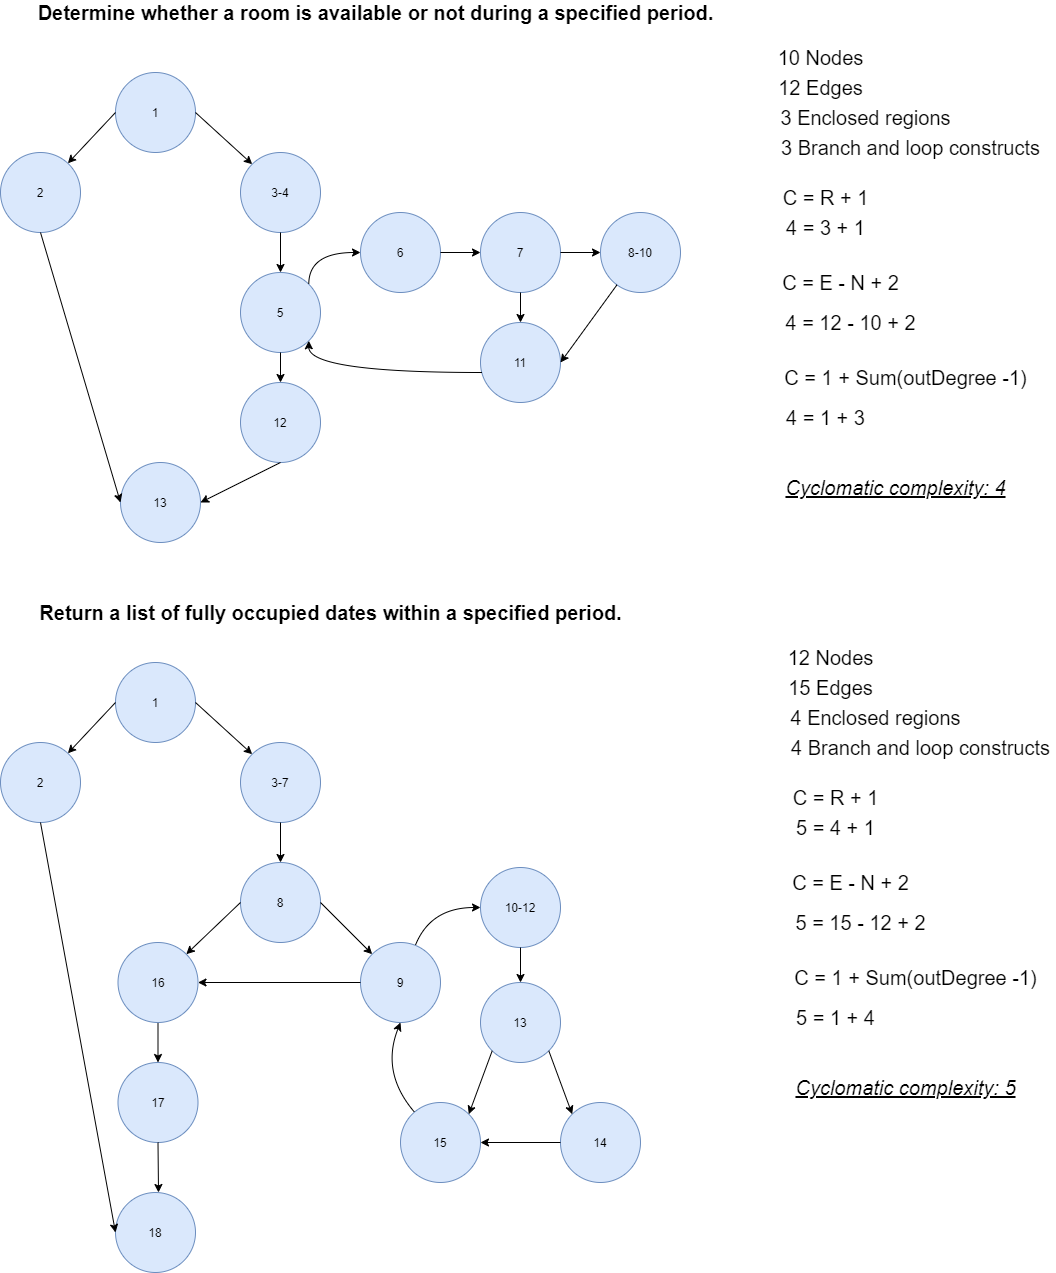 Determine whether a room is available or not during a specified period.
10 Nodes
12 Edges
3 Enclosed regions
3 Branch and loop constructs
C = R + 1
4 = 3 + 1
C = E - N + 2
4 = 12 - 10 + 2
C = 1 + Sum(outDegree -1)
4 = 1 + 3
Cyclomatic complexity: 4
1
2
3-4
6
7
8-10
5
11
12
13
Return a list of fully occupied dates within a specified period.
12 Nodes
15 Edges
4 Enclosed regions
4 Branch and loop constructs
C = R + 1
5 = 4 + 1
C = E - N + 2
5 = 15 - 12 + 2
C = 1 + Sum(outDegree -1)
5 = 1 + 4
Cyclomatic complexity: 5
1
2
3-7
8
10-12
16
9
13
17
15
14
18